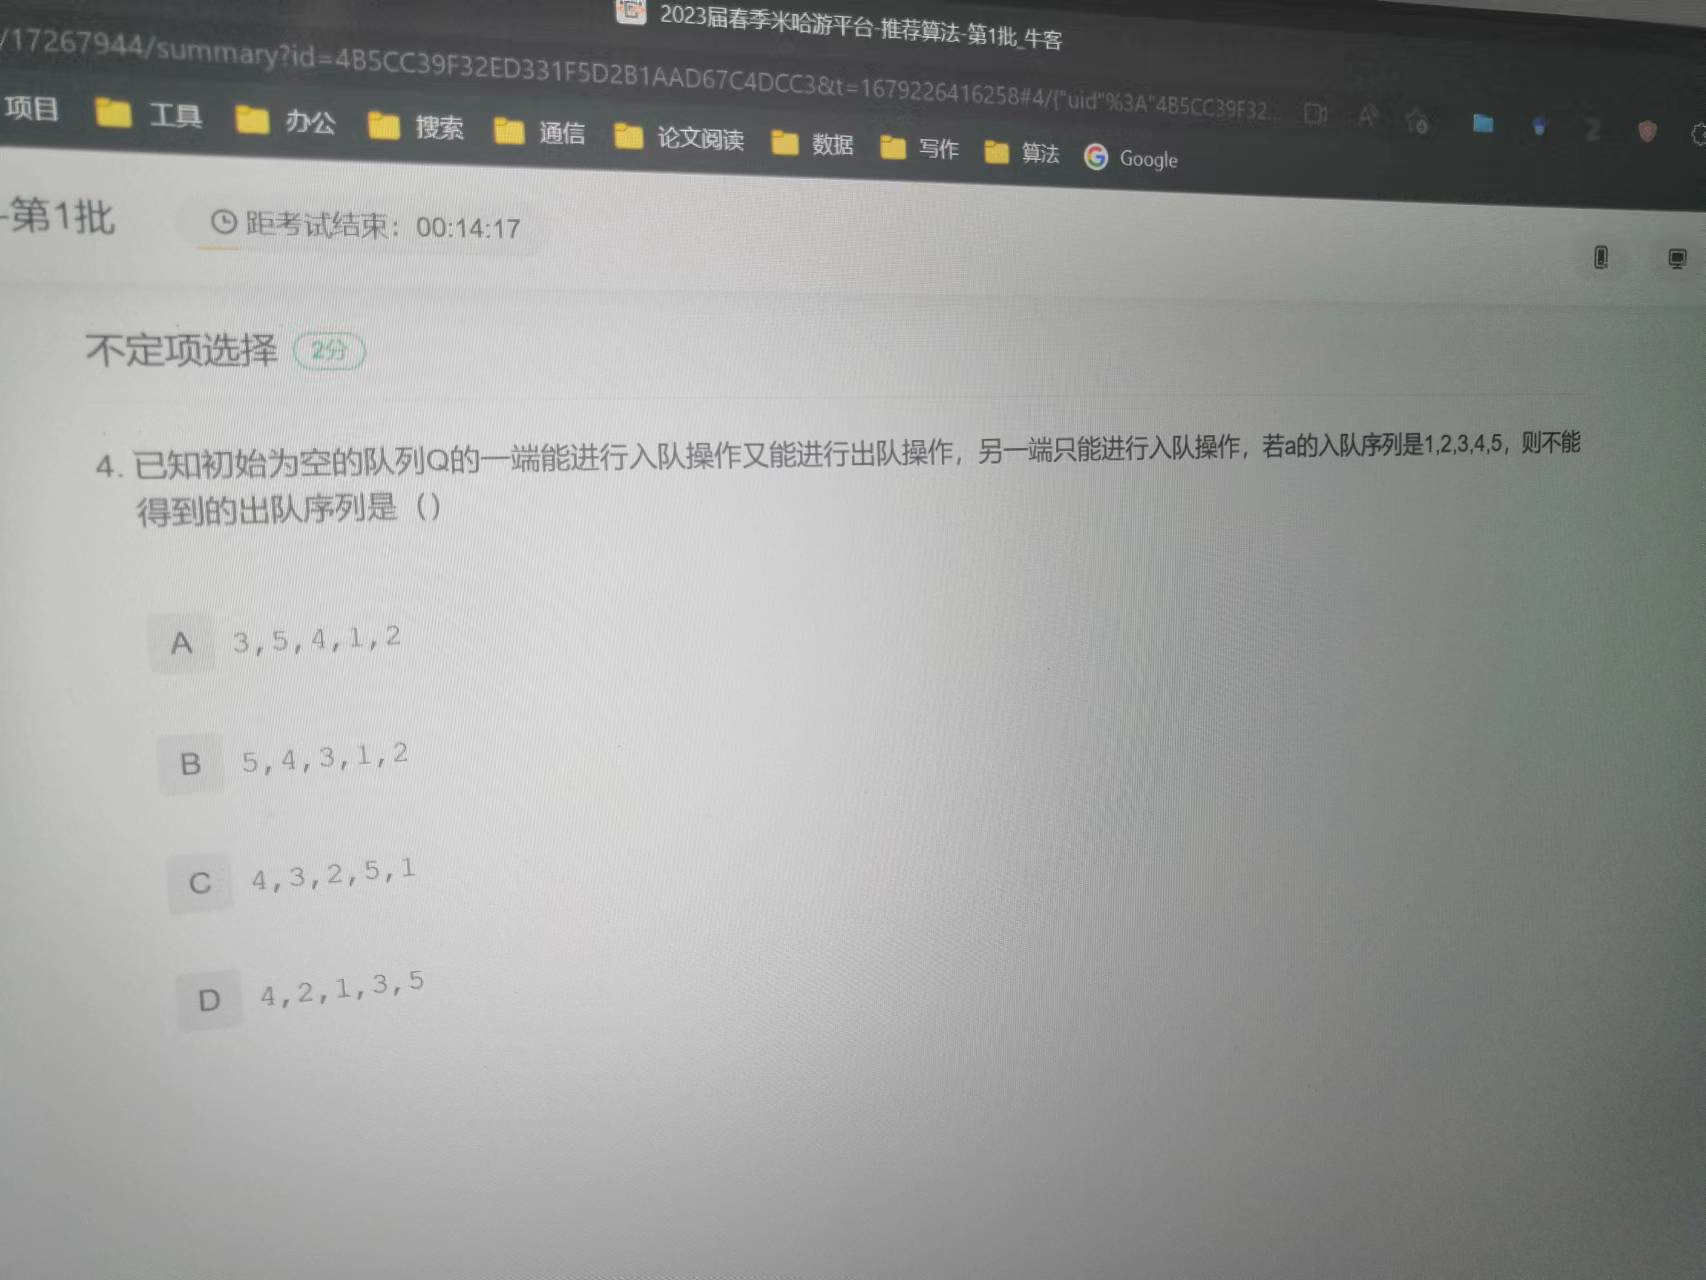 2023届春季米哈游平台-推荐算法-第1批_牛客
/17267944/summary?id=4B5CC39F32ED331F5D2B1AAD67C4DCC3&t=1679226416258#4/{"uid"%3A"4B5CC39F32...
项目 工具 办公 搜索 通信 论文阅读 数据 写作 算法 Google
-第1批 距考试结束：00:14:17
不定项选择 2分
4. 已知初始为空的队列Q的一端能进行入队操作又能进行出队操作，另一端只能进行入队操作，若a的入队序列是1,2,3,4,5，则不能
得到的出队序列是（）
A 3,5,4,1,2
B 5,4,3,1,2
C 4,3,2,5,1
D 4,2,1,3,5